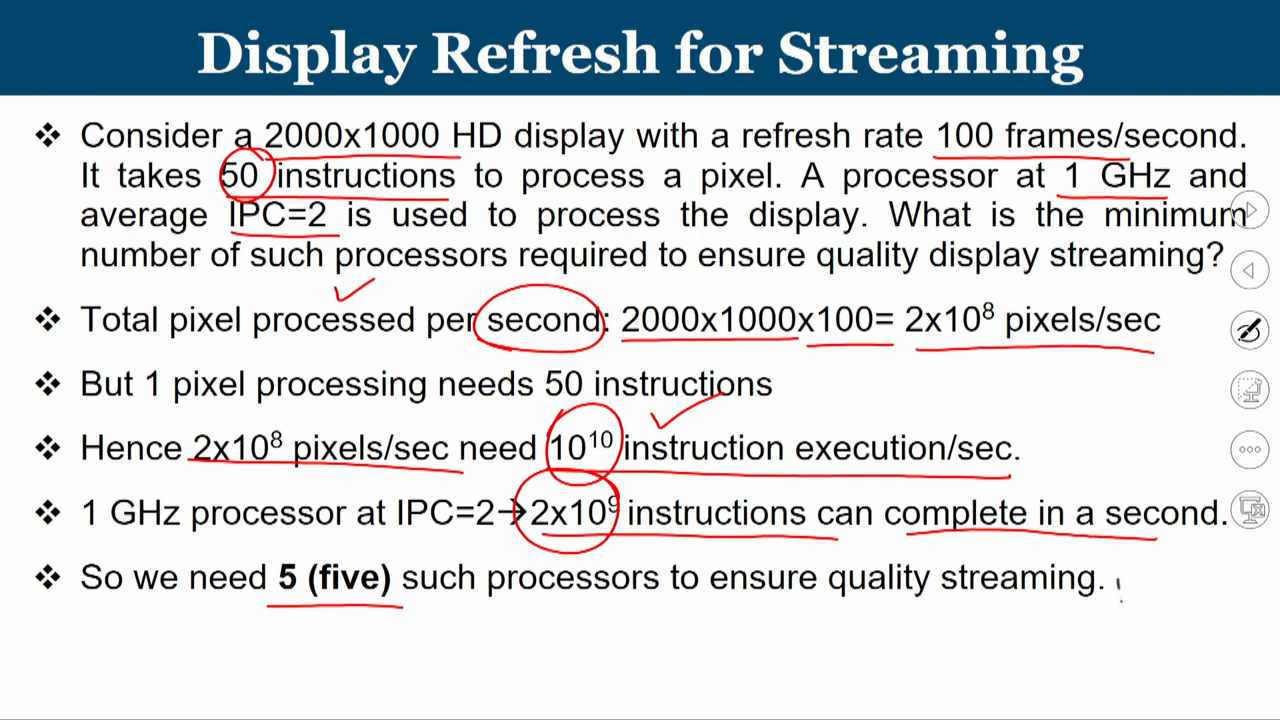 Display Refresh for Streaming
❖ Consider a 2000x1000 HD display with a refresh rate 100 frames/second.
It takes 50 instructions to process a pixel. A processor at 1 GHz and
average IPC=2 is used to process the display. What is the minimum
number of such processors required to ensure quality display streaming?
❖ Total pixel processed per second: 2000x1000x100= 2x10⁸ pixels/sec
❖ But 1 pixel processing needs 50 instructions
❖ Hence 2x10⁸ pixels/sec need 10¹⁰ instruction execution/sec.
❖ 1 GHz processor at IPC=2→2x10⁹ instructions can complete in a second.
❖ So we need 5 (five) such processors to ensure quality streaming.